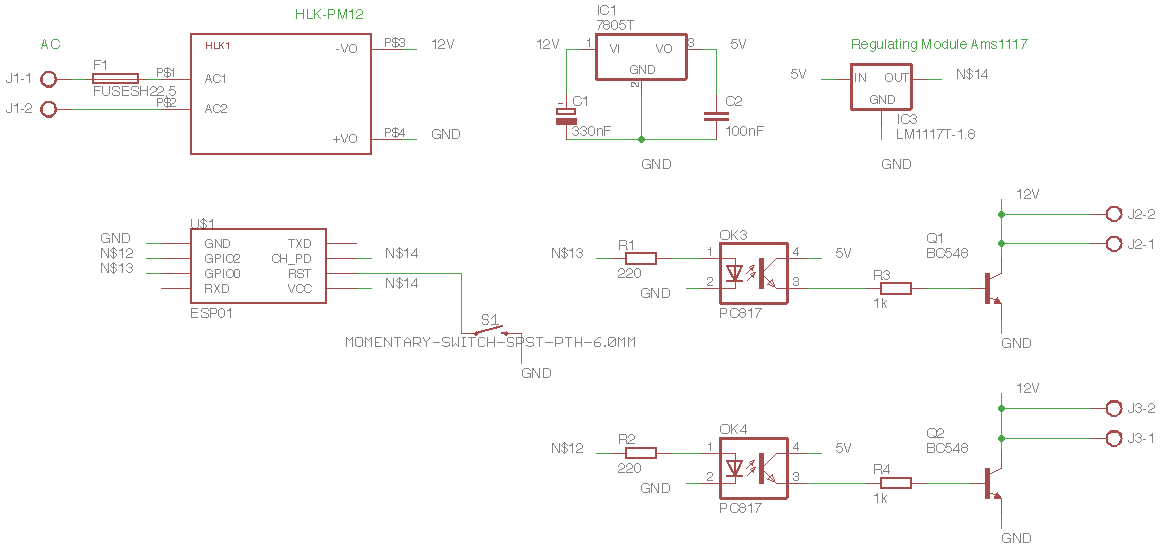 HLK-PM12
AC
J1-1
J1-2
F1
FUSESH22,5
P$1
P$2
HLK1
AC1
AC2
-VO
+VO
P$3
12V
P$4
GND
IC1
7805T
12V
1
VI
VO
3
5V
GND
2
C1
330nF
C2
100nF
GND
Regulating Module Ams1117
5V
IN
OUT
N$14
GND
IC3
LM1117T-1.8
GND
U$1
GND
N$12
N$13
GND
GPIO2
GPIO0
RXD
TXD
CH_PD
RST
VCC
N$14
N$14
ESP01
S1
MOMENTARY-SWITCH-SPST-PTH-6.0MM
GND
N$13
R1
220
GND
OK3
1
2
4
3
PC817
5V
R3
1k
Q1
BC548
12V
J2-2
J2-1
GND
N$12
R2
220
GND
OK4
1
2
4
3
PC817
5V
R4
1k
Q2
BC548
12V
J3-2
J3-1
GND